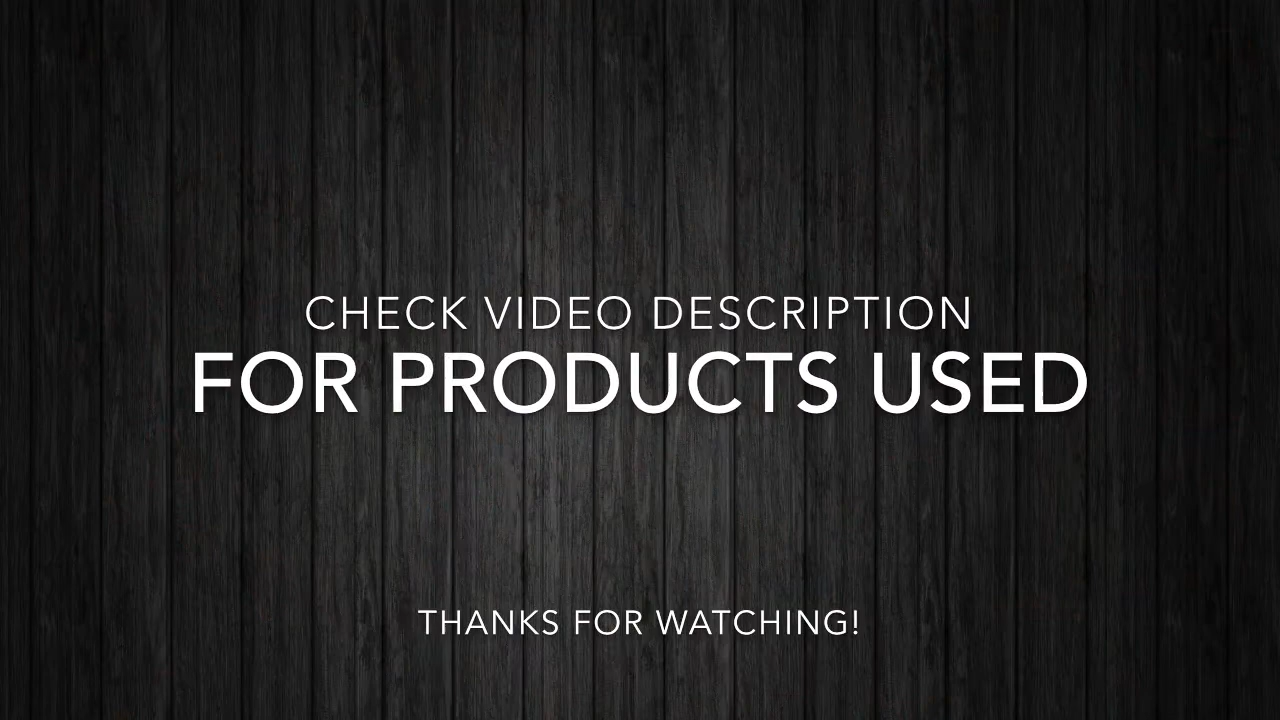 CHECK VIDEO DESCRIPTION
FOR PRODUCTS USED
THANKS FOR WATCHING!